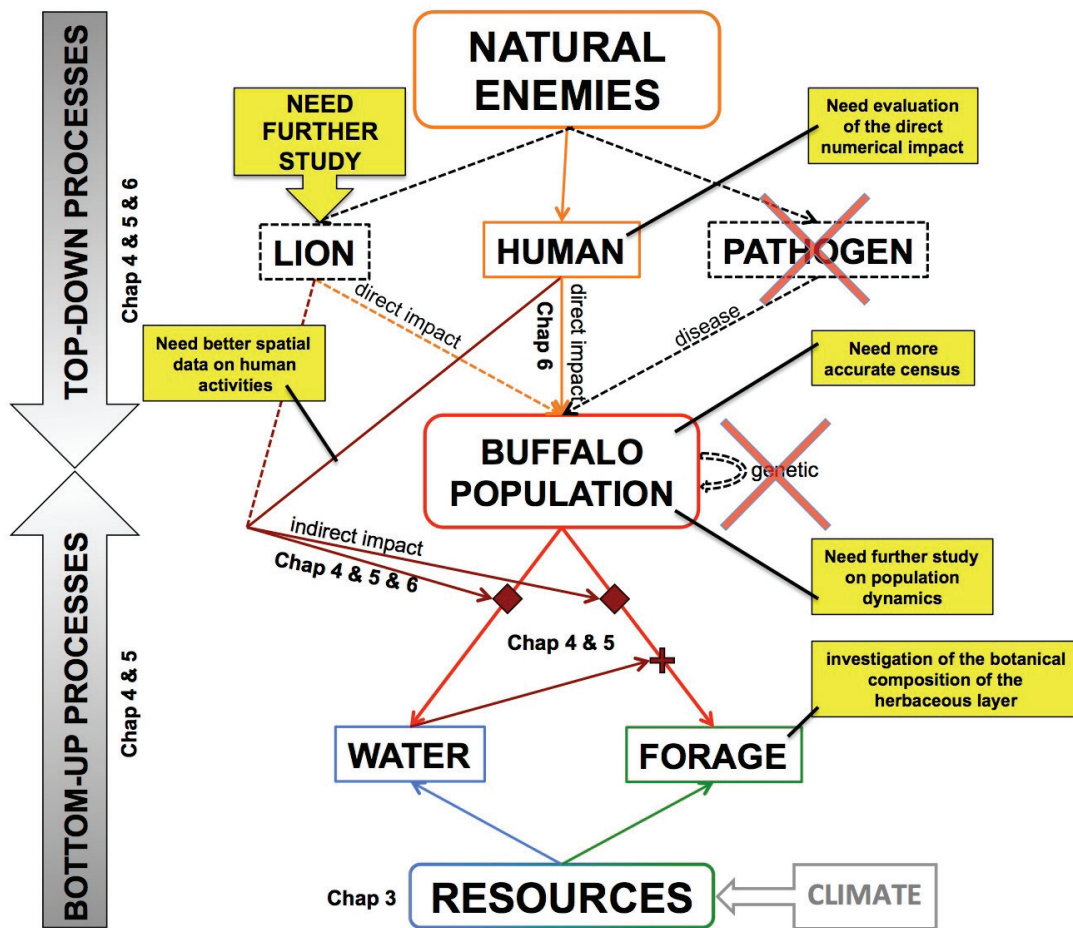 NATURAL
ENEMIES
NEED
FURTHER
STUDY
Need evaluation
of the direct
numerical impact
TOP-DOWN PROCESSES
Chap 4 & 5 & 6
LION
HUMAN
PATHOGEN
direct impact
direct impact
Chap 6
disease
Need better spatial
data on human
activities
Need more
accurate census
BUFFALO
POPULATION
genetic
indirect impact
Chap 4 & 5 & 6
Need further study
on population
dynamics
Chap 4 & 5
BOTTOM-UP PROCESSES
Chap 4 & 5
investigation of the botanical
composition of the
herbaceous layer
WATER
FORAGE
Chap 3
RESOURCES
CLIMATE